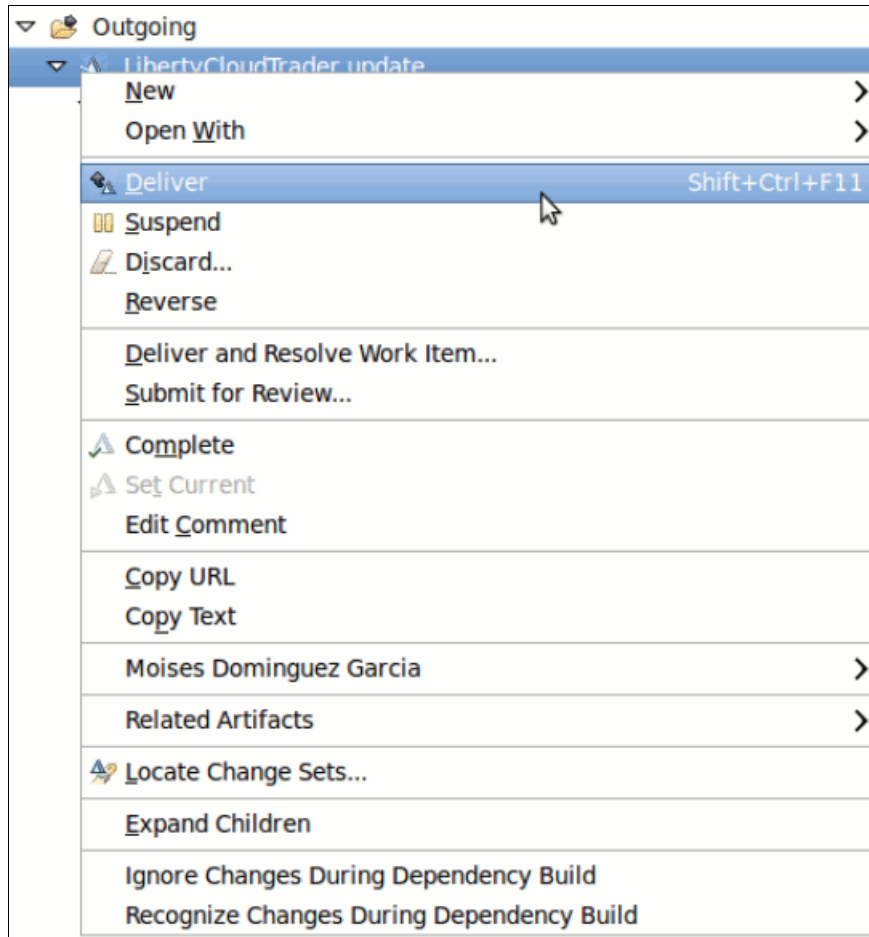 Outgoing
LibertyCloudTrader update
New
Open With
Deliver Shift+Ctrl+F11
Suspend
Discard...
Reverse
Deliver and Resolve Work Item...
Submit for Review...
Complete
Set Current
Edit Comment
Copy URL
Copy Text
Moises Dominguez Garcia
Related Artifacts
Locate Change Sets...
Expand Children
Ignore Changes During Dependency Build
Recognize Changes During Dependency Build